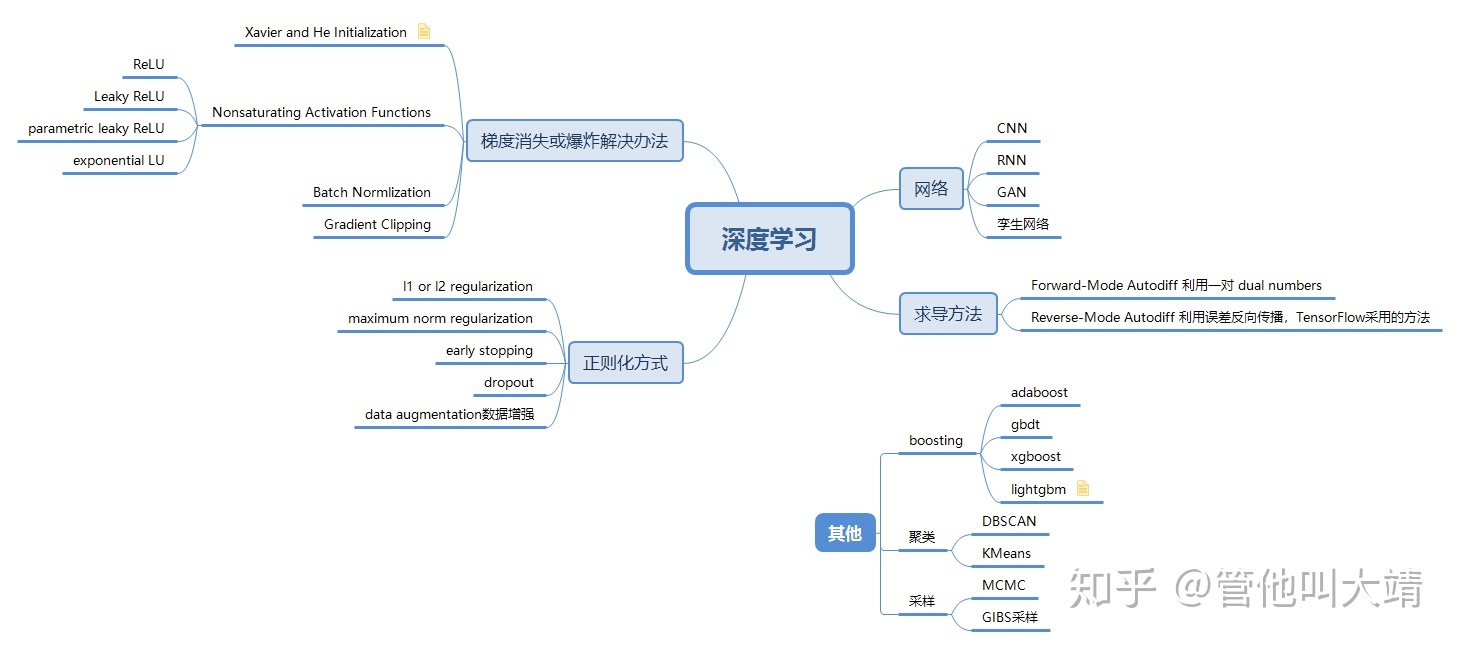 深度学习
梯度消失或爆炸解决办法
Xavier and He Initialization
Nonsaturating Activation Functions
ReLU
Leaky ReLU
parametric leaky ReLU
exponential LU
Batch Normlization
Gradient Clipping
正则化方式
l1 or l2 regularization
maximum norm regularization
early stopping
dropout
data augmentation数据增强
网络
CNN
RNN
GAN
孪生网络
求导方法
Forward-Mode Autodiff 利用一对 dual numbers
Reverse-Mode Autodiff 利用误差反向传播，TensorFlow采用的方法
其他
boosting
adaboost
gbdt
xgboost
lightgbm
聚类
DBSCAN
KMeans
采样
MCMC
GIBS采样
知乎 @管他叫大靖